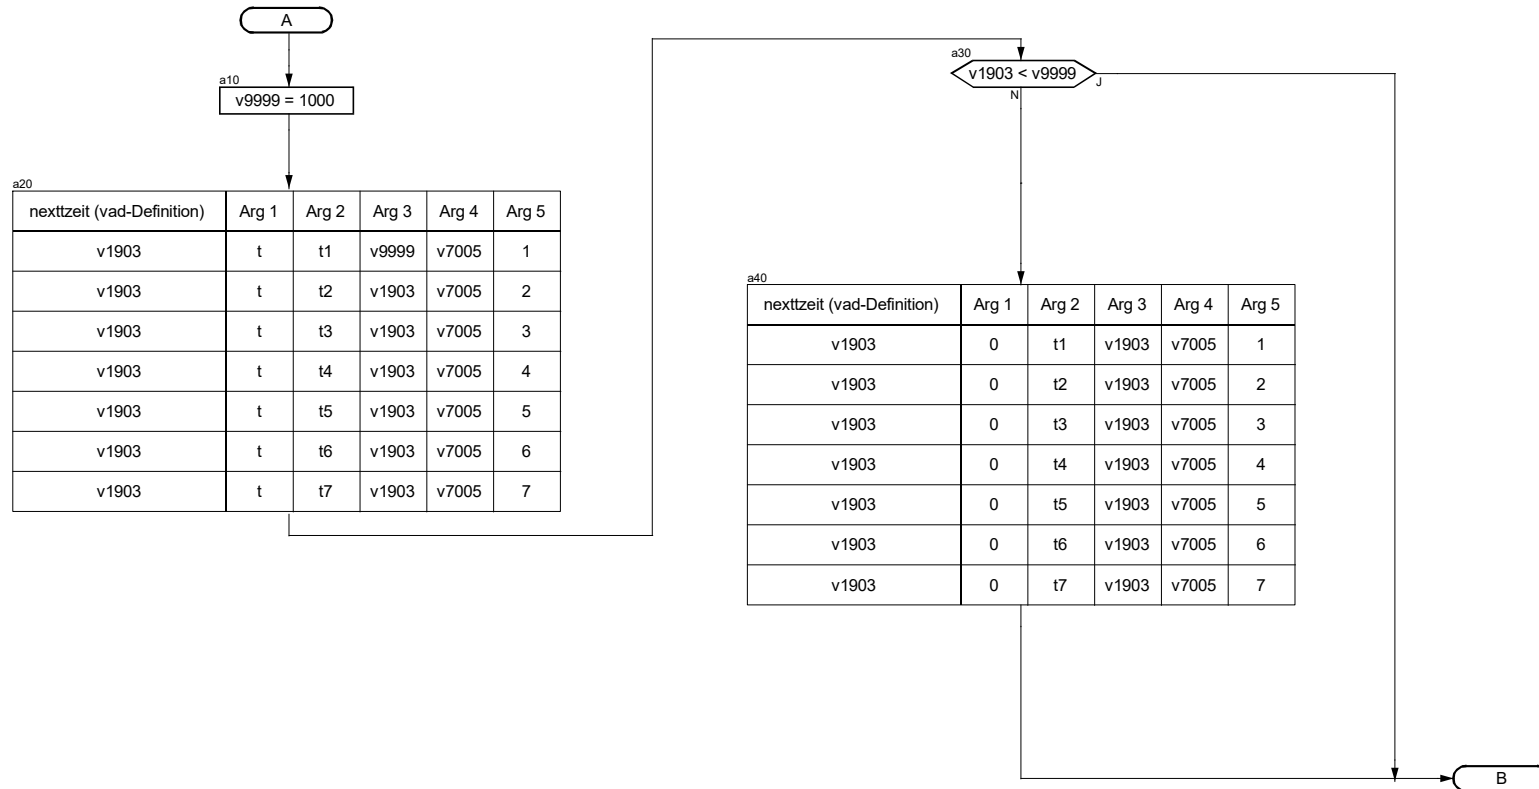 A
a10
v9999 = 1000
a20
nexttzeit (vad-Definition) Arg 1 Arg 2 Arg 3 Arg 4 Arg 5
v1903 t t1 v9999 v7005 1
v1903 t t2 v1903 v7005 2
v1903 t t3 v1903 v7005 3
v1903 t t4 v1903 v7005 4
v1903 t t5 v1903 v7005 5
v1903 t t6 v1903 v7005 6
v1903 t t7 v1903 v7005 7
a30
v1903 < v9999
J
N
a40
nexttzeit (vad-Definition) Arg 1 Arg 2 Arg 3 Arg 4 Arg 5
v1903 0 t1 v1903 v7005 1
v1903 0 t2 v1903 v7005 2
v1903 0 t3 v1903 v7005 3
v1903 0 t4 v1903 v7005 4
v1903 0 t5 v1903 v7005 5
v1903 0 t6 v1903 v7005 6
v1903 0 t7 v1903 v7005 7
B